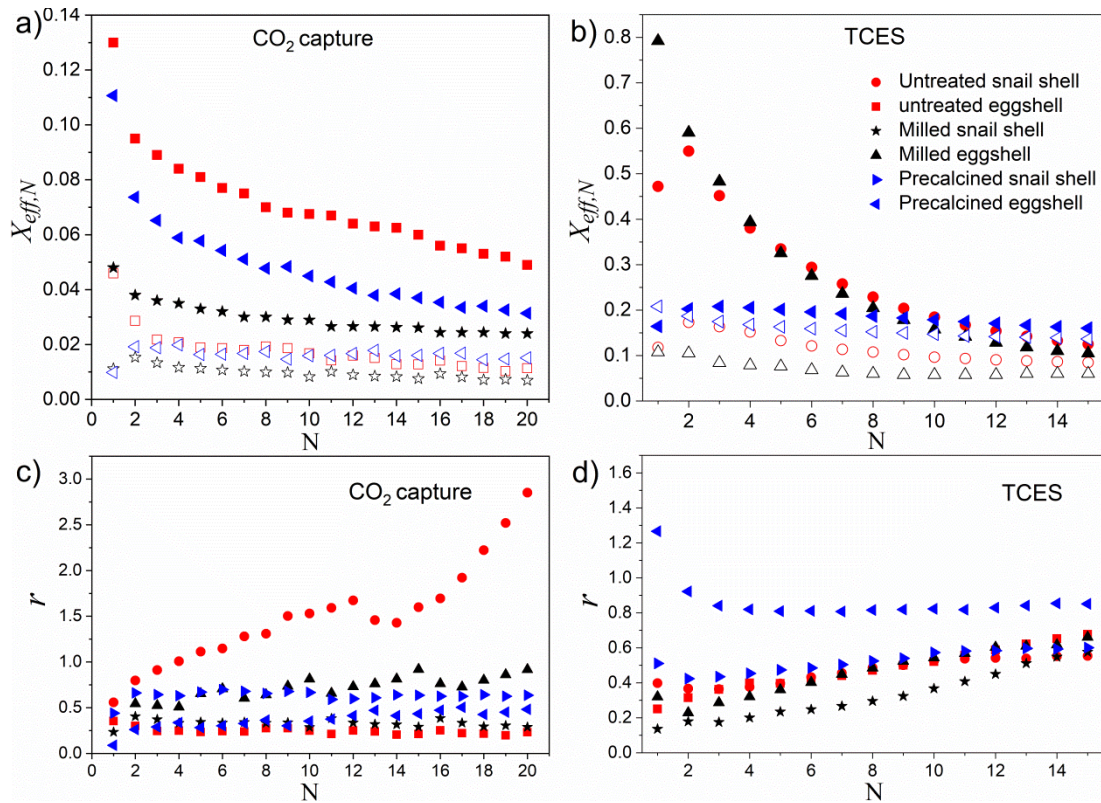 a)
CO2 capture
Xeff,N
0.14
0.12
0.10
0.08
0.06
0.04
0.02
0.00
0 2 4 6 8 10 12 14 16 18 20
N
b)
TCES
Xeff,N
0.8
0.7
0.6
0.5
0.4
0.3
0.2
0.1
0.0
Untreated snail shell
untreated eggshell
Milled snail shell
Milled eggshell
Precalcined snail shell
Precalcined eggshell
2 4 6 8 10 12 14
N
c)
CO2 capture
r
3.0
2.5
2.0
1.5
1.0
0.5
0.0
0 2 4 6 8 10 12 14 16 18 20
N
d)
TCES
r
1.6
1.4
1.2
1.0
0.8
0.6
0.4
0.2
0.0
2 4 6 8 10 12 14
N